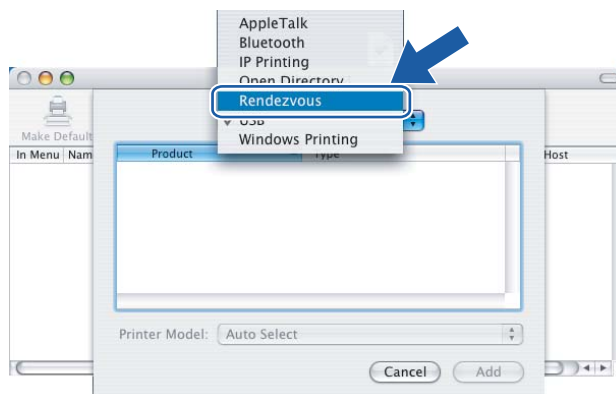 AppleTalk
Bluetooth
IP Printing
Open Directory
Rendezvous
USB
Windows Printing
Make Default
In Menu Nam
Host
Product Type
Printer Model: Auto Select
Cancel Add